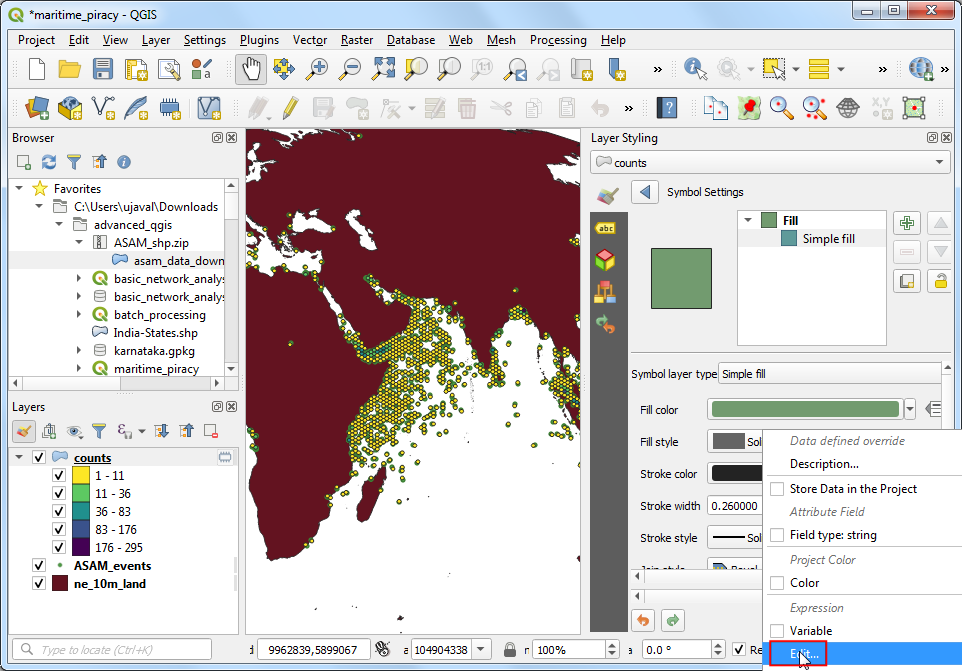 *maritime_piracy - QGIS
Project Edit View Layer Settings Plugins Vector Raster Database Web Mesh Processing Help
Browser
Favorites
C:\Users\ujaval\Downloads
advanced_qgis
ASAM_shp.zip
asam_data_down
basic_network_analys
basic_network_analys
batch_processing
India-States.shp
karnataka.gpkg
maritime_piracy
Layers
counts
1 - 11
11 - 36
36 - 83
83 - 176
176 - 295
ASAM_events
ne_10m_land
Layer Styling
counts
abc
Symbol Settings
Fill
Simple fill
Symbol layer type Simple fill
Fill color
Fill style Sol
Stroke color
Stroke width 0.260000
Stroke style Sol
Data defined override
Description...
Store Data in the Project
Attribute Field
Field type: string
Project Color
Color
Expression
Variable
Edit...
Type to locate (Ctrl+K)
d 9962839,5899067 a 104904338 r 100% a 0.0 ° Re